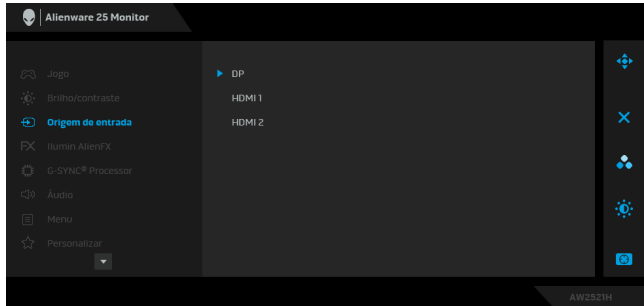 Alienware 25 Monitor
Jogo
Brilho/contraste
Origem de entrada
Ilumin AlienFX
G-SYNC® Processor
Áudio
Menu
Personalizar
DP
HDMI 1
HDMI 2
AW2521H